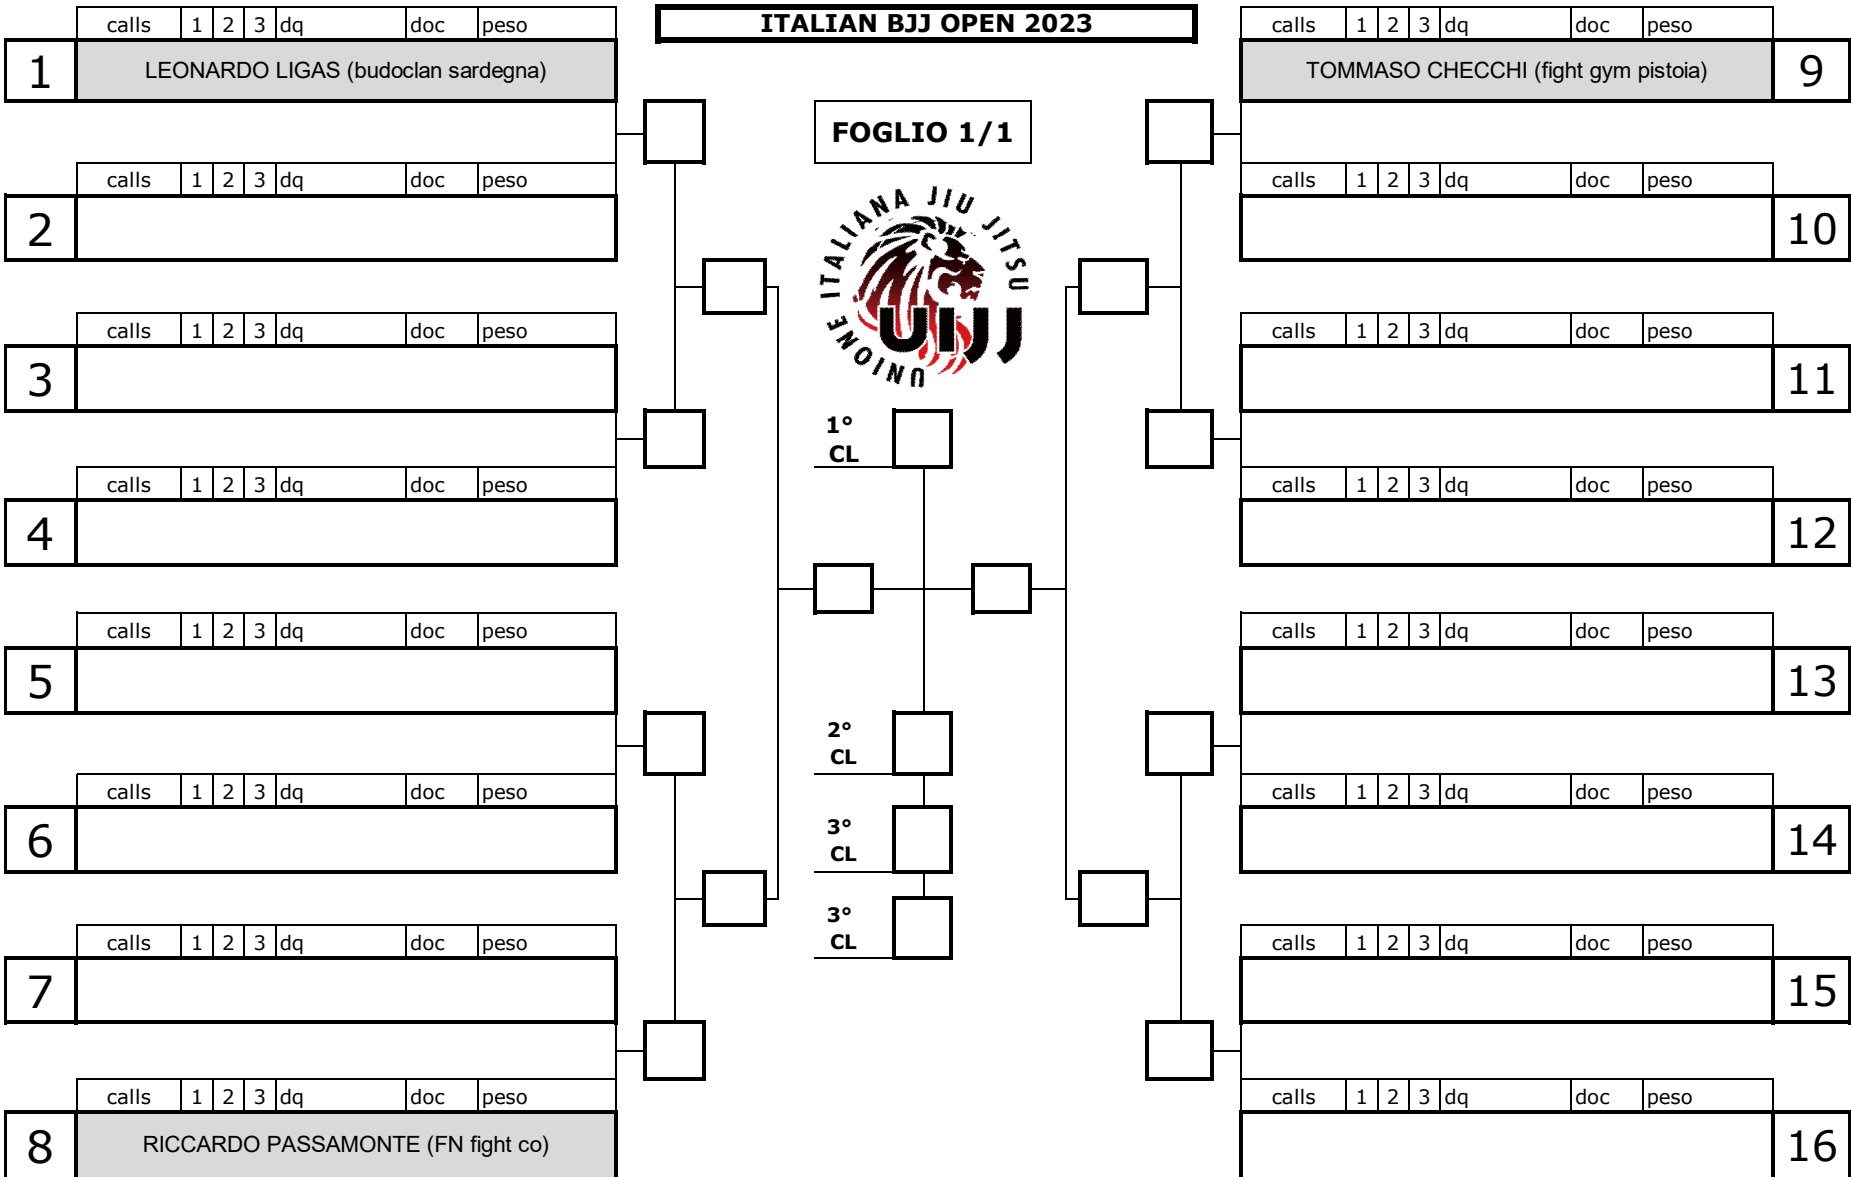 ITALIAN BJJ OPEN 2023
calls 1 2 3 dq doc peso
1 LEONARDO LIGAS (budoclan sardegna)
calls 1 2 3 dq doc peso
2
calls 1 2 3 dq doc peso
3
calls 1 2 3 dq doc peso
4
calls 1 2 3 dq doc peso
5
calls 1 2 3 dq doc peso
6
calls 1 2 3 dq doc peso
7
calls 1 2 3 dq doc peso
8 RICCARDO PASSAMONTE (FN fight co)
FOGLIO 1/1
UNIONE ITALIANA JIU JITSU
UIJJ
1°
CL
2°
CL
3°
CL
3°
CL
calls 1 2 3 dq doc peso
TOMMASO CHECCHI (fight gym pistoia) 9
calls 1 2 3 dq doc peso
10
calls 1 2 3 dq doc peso
11
calls 1 2 3 dq doc peso
12
calls 1 2 3 dq doc peso
13
calls 1 2 3 dq doc peso
14
calls 1 2 3 dq doc peso
15
calls 1 2 3 dq doc peso
16